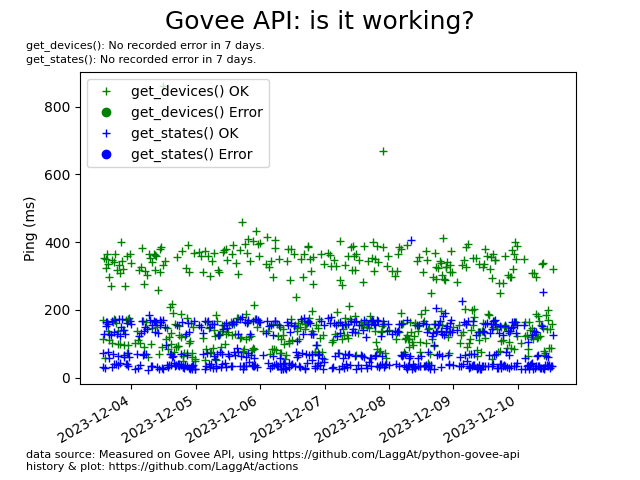 Govee API: is it working?
get_devices(): No recorded error in 7 days.
get_states(): No recorded error in 7 days.
get_devices() OK
get_devices() Error
get_states() OK
get_states() Error
Ping (ms)
800
600
400
200
0
2023-12-04
2023-12-05
2023-12-06
2023-12-07
2023-12-08
2023-12-09
2023-12-10
data source: Measured on Govee API, using https://github.com/LaggAt/python-govee-api
history & plot: https://github.com/LaggAt/actions